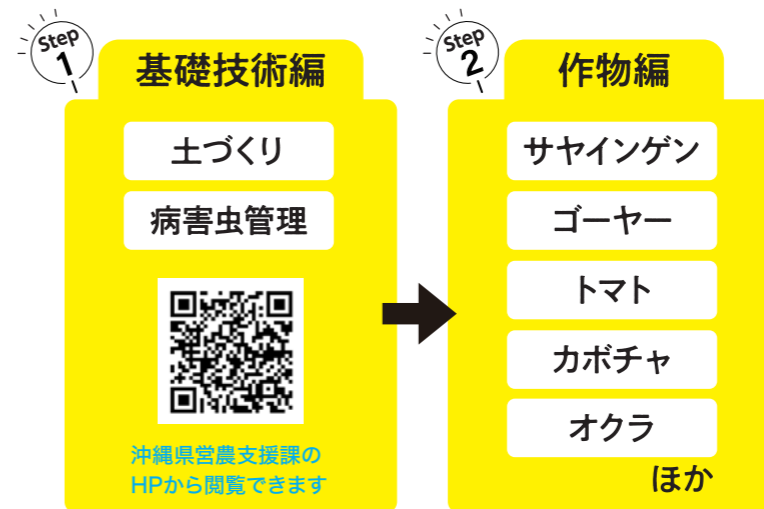 Step
1
基礎技術編
土づくり
病害虫管理
沖縄県営農支援課の
HPから閲覧できます
Step
2
作物編
サヤインゲン
ゴーヤー
トマト
カボチャ
オクラ
ほか